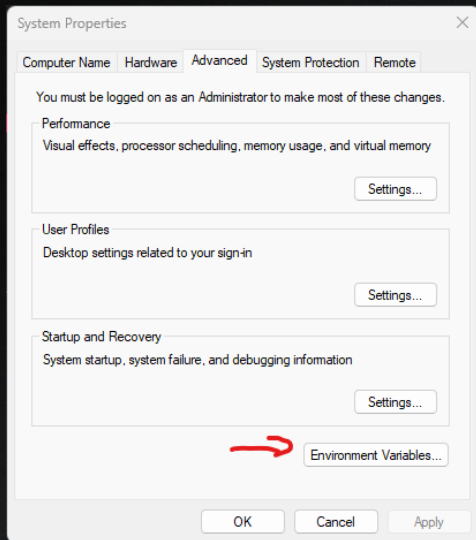 System Properties
Computer Name Hardware Advanced System Protection Remote
You must be logged on as an Administrator to make most of these changes.
Performance
Visual effects, processor scheduling, memory usage, and virtual memory
Settings...
User Profiles
Desktop settings related to your sign-in
Settings...
Startup and Recovery
System startup, system failure, and debugging information
Settings...
Environment Variables...
OK Cancel Apply